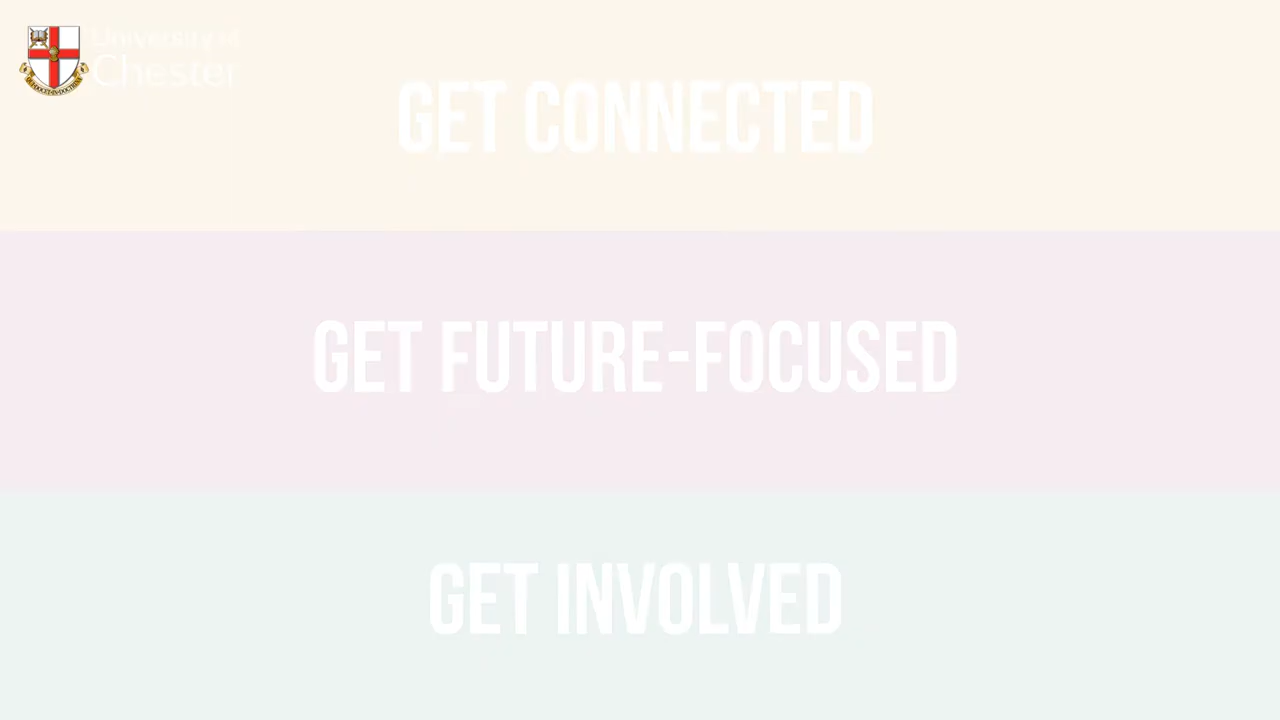 University of
Chester
GET CONNECTED
GET FUTURE-FOCUSED
GET INVOLVED